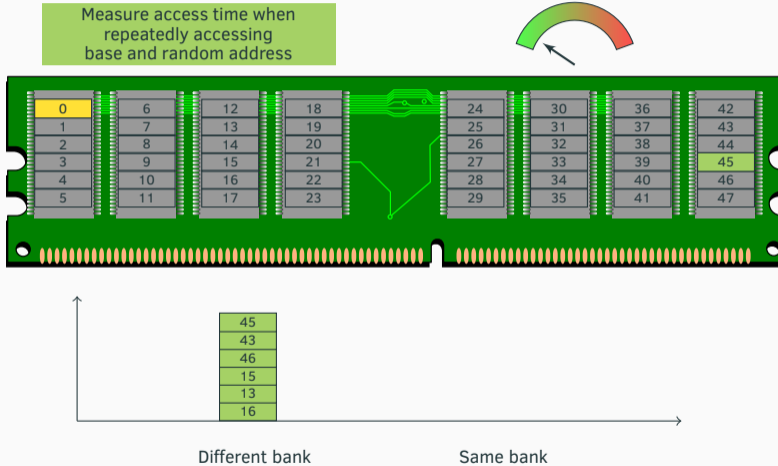 Measure access time when
repeatedly accessing
base and random address
0 6 12 18 24 30 36 42
1 7 13 19 25 31 37 43
2 8 14 20 26 32 38 44
3 9 15 21 27 33 39 45
4 10 16 22 28 34 40 46
5 11 17 23 29 35 41 47
45
43
46
15
13
16
Different bank Same bank